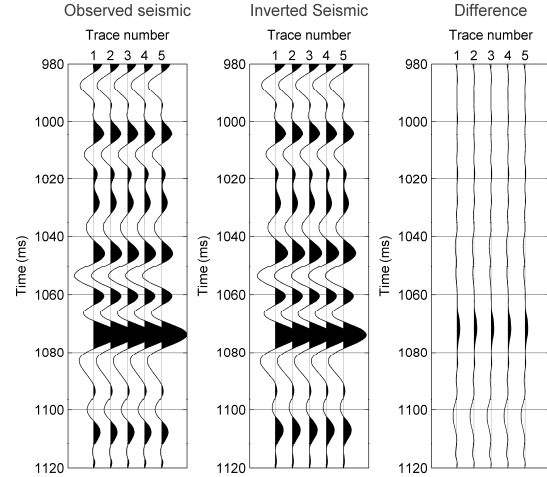 Observed seismic
Inverted Seismic
Difference
Trace number
Trace number
Trace number
1 2 3 4 5
1 2 3 4 5
1 2 3 4 5
980
1000
1020
1040
1060
1080
1100
1120
Time (ms)
980
1000
1020
1040
1060
1080
1100
1120
Time (ms)
980
1000
1020
1040
1060
1080
1100
1120
Time (ms)